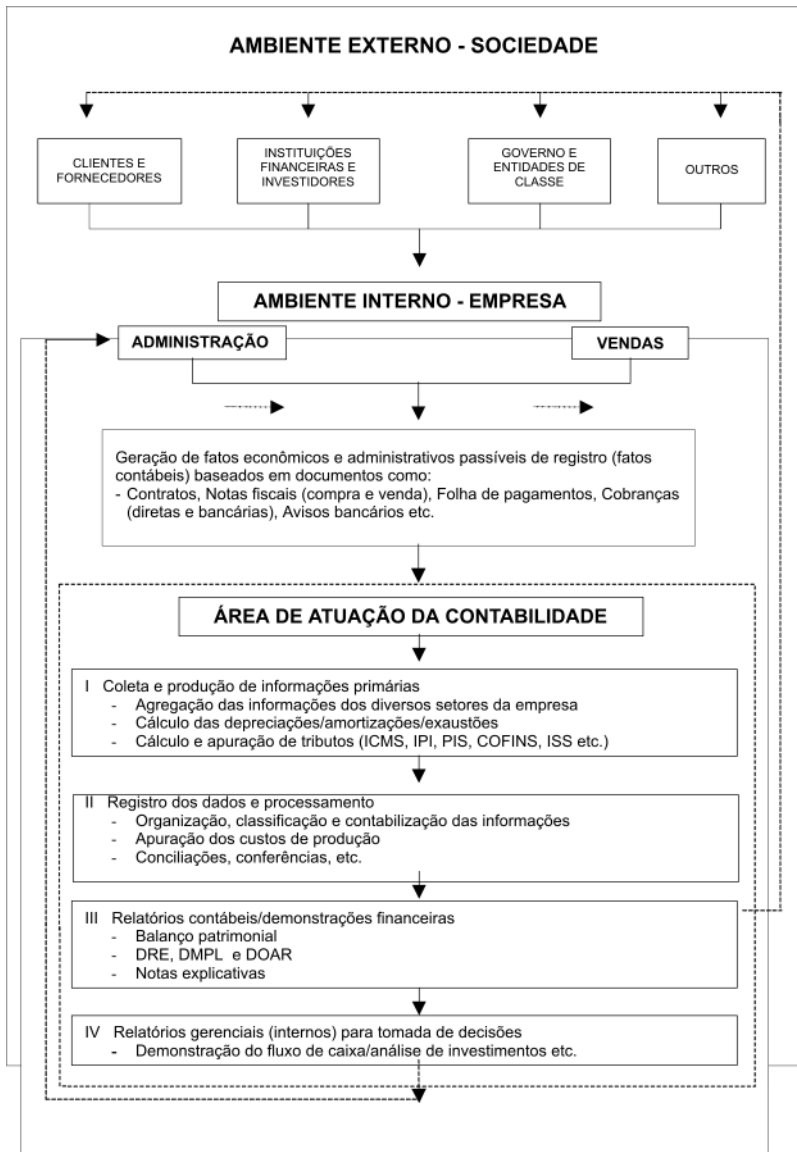 AMBIENTE EXTERNO - SOCIEDADE
CLIENTES E
FORNECEDORES
INSTITUIÇÕES
FINANCEIRAS E
INVESTIDORES
GOVERNO E
ENTIDADES DE
CLASSE
OUTROS
AMBIENTE INTERNO - EMPRESA
ADMINISTRAÇÃO
VENDAS
Geração de fatos econômicos e administrativos passíveis de registro (fatos
contábeis) baseados em documentos como:
- Contratos, Notas fiscais (compra e venda), Folha de pagamentos, Cobranças
(diretas e bancárias), Avisos bancários etc.
ÁREA DE ATUAÇÃO DA CONTABILIDADE
I Coleta e produção de informações primárias
- Agregação das informações dos diversos setores da empresa
- Cálculo das depreciações/amortizações/exaustões
- Cálculo e apuração de tributos (ICMS, IPI, PIS, COFINS, ISS etc.)
II Registro dos dados e processamento
- Organização, classificação e contabilização das informações
- Apuração dos custos de produção
- Conciliações, conferências, etc.
III Relatórios contábeis/demonstrações financeiras
- Balanço patrimonial
- DRE, DMPL e DOAR
- Notas explicativas
IV Relatórios gerenciais (internos) para tomada de decisões
- Demonstração do fluxo de caixa/análise de investimentos etc.